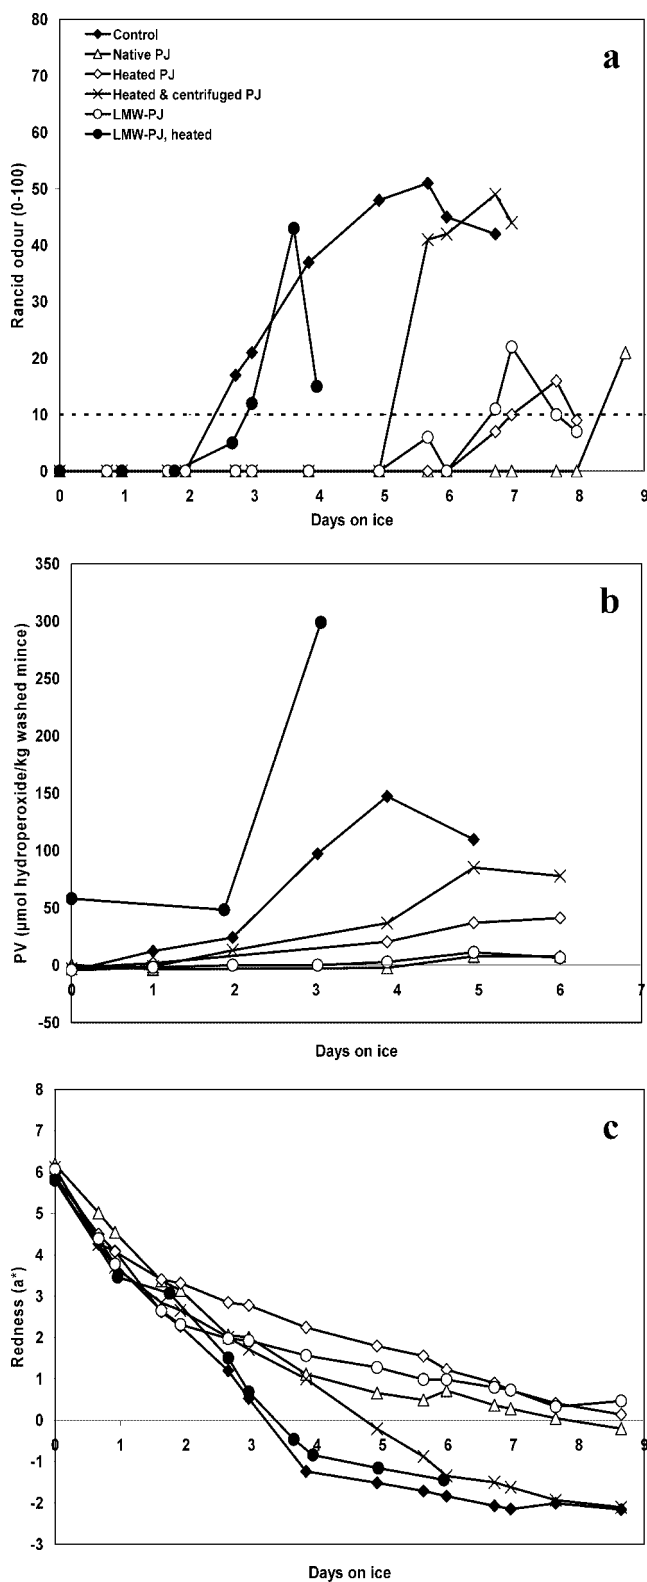 a
Control
Native PJ
Heated PJ
Heated & centrifuged PJ
LMW-PJ
LMW-PJ, heated
Rancid odour (0-100)
80
70
60
50
40
30
20
10
0
0 1 2 3 4 5 6 7 8 9
Days on ice
b
PV (µmol hydroperoxide/kg washed mince)
350
300
250
200
150
100
50
0
-50
0 1 2 3 4 5 6 7
Days on ice
c
Redness (a*)
8
7
6
5
4
3
2
1
0
-1
-2
-3
0 1 2 3 4 5 6 7 8 9
Days on ice